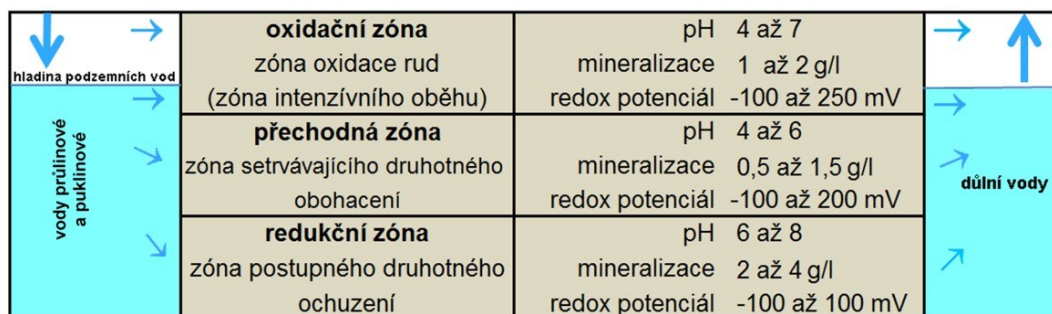 hladina podzemních vod
vody průlinové
a puklinové
oxidační zóna
zóna oxidace rud
(zóna intenzívního oběhu)
pH 4 až 7
mineralizace 1 až 2 g/l
redox potenciál -100 až 250 mV
přechodná zóna
zóna setrvávajícího druhotného
obohacení
pH 4 až 6
mineralizace 0,5 až 1,5 g/l
redox potenciál -100 až 200 mV
redukční zóna
zóna postupného druhotného
ochuzení
pH 6 až 8
mineralizace 2 až 4 g/l
redox potenciál -100 až 100 mV
důlní vody